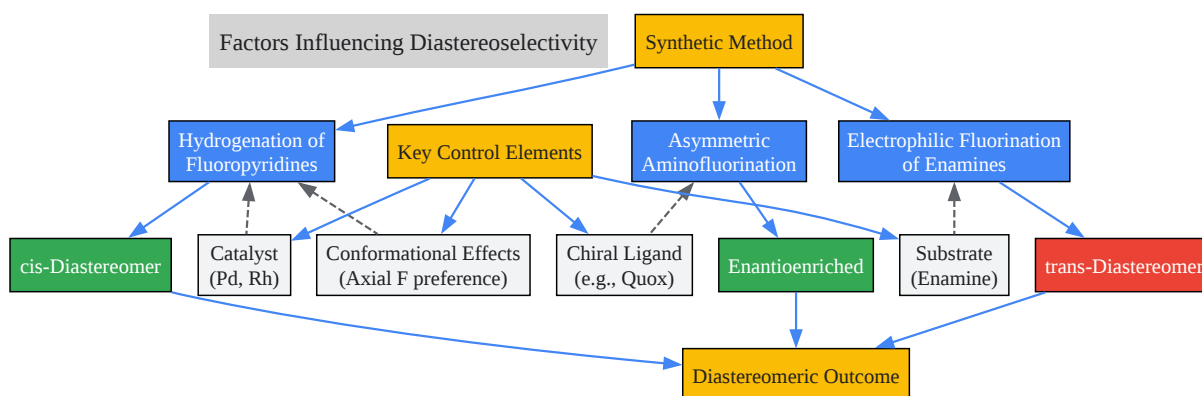 Factors Influencing Diastereoselectivity
Synthetic Method
Hydrogenation of
Fluoropyridines
Key Control Elements
Asymmetric
Aminofluorination
Electrophilic Fluorination
of Enamines
cis-Diastereomer
Catalyst
(Pd, Rh)
Conformational Effects
(Axial F preference)
Chiral Ligand
(e.g., Quox)
Enantioenriched
Substrate
(Enamine)
trans-Diastereomer
Diastereomeric Outcome